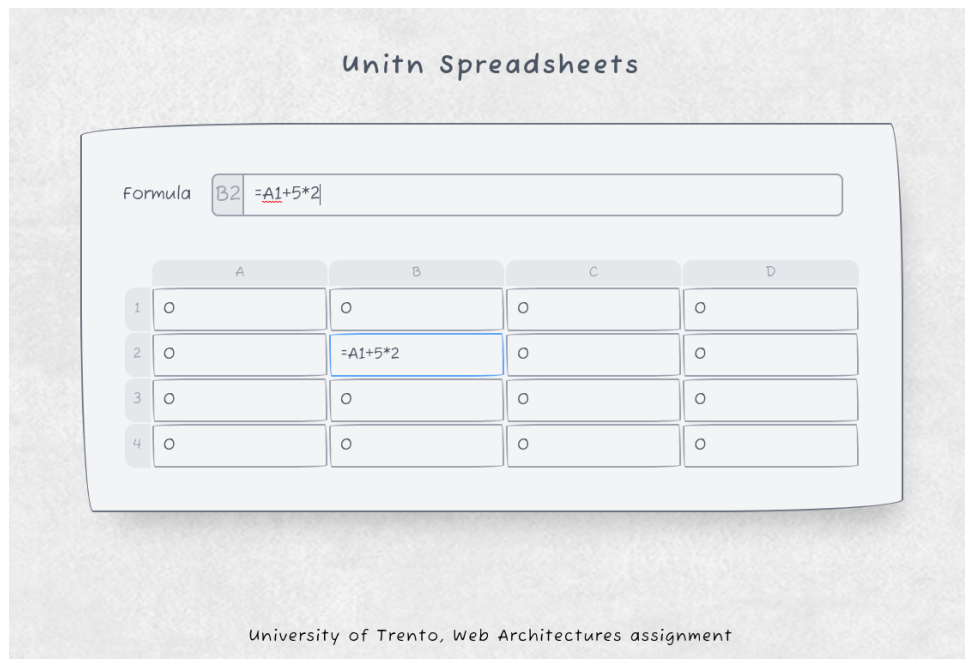 Unitn Spreadsheets
Formula B2 =A1+5*2
A B C D
1 0 0 0 0
2 0 =A1+5*2 0 0
3 0 0 0 0
4 0 0 0 0
University of Trento, Web Architectures assignment